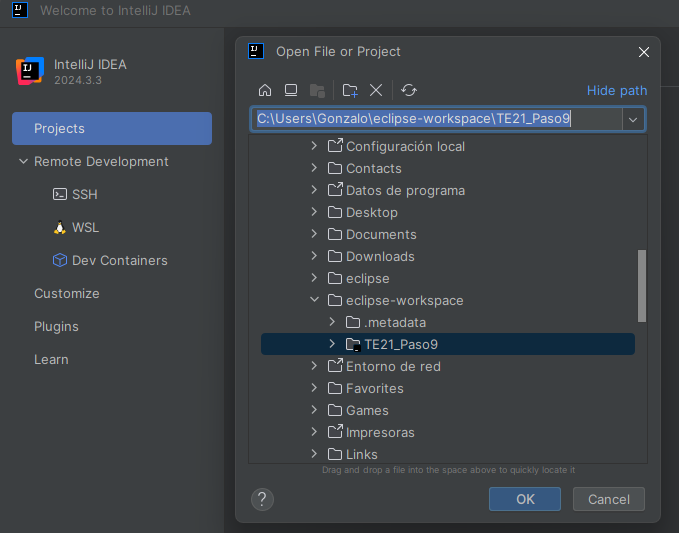 Welcome to IntelliJ IDEA
IntelliJ IDEA
2024.3.3
Projects
Remote Development
SSH
WSL
Dev Containers
Customize
Plugins
Learn
Open File or Project
Hide path
C:\Users\Gonzalo\eclipse-workspace\TE21_Paso9
Configuración local
Contacts
Datos de programa
Desktop
Documents
Downloads
eclipse
eclipse-workspace
.metadata
TE21_Paso9
Entorno de red
Favorites
Games
Impresoras
Links
Drag and drop a file into the space above to quickly locate it
?
OK
Cancel